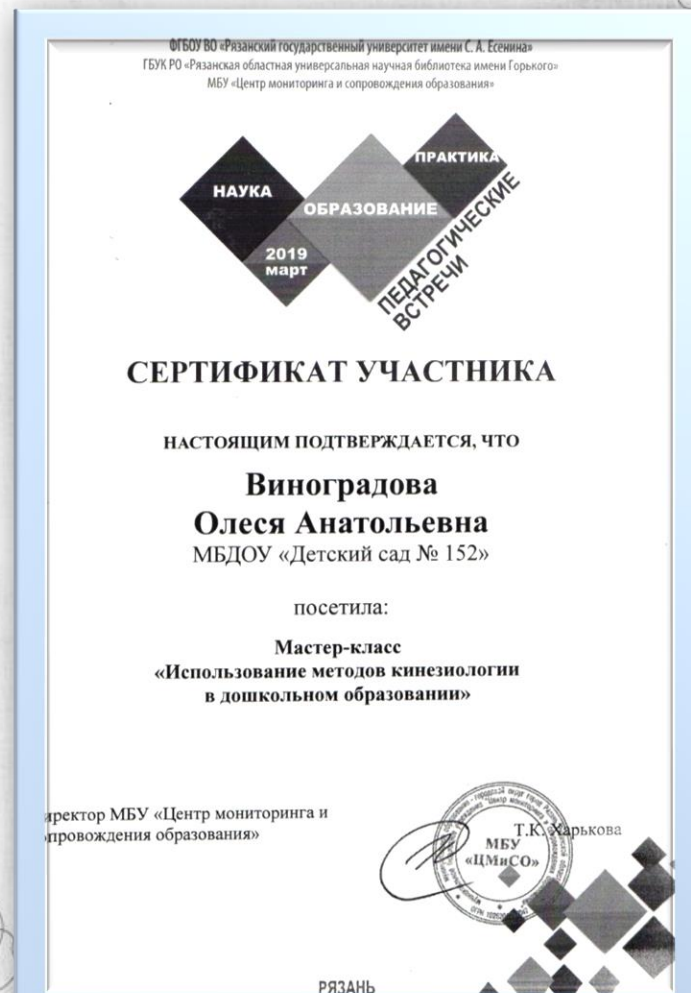 ФГБОУ ВО «Рязанский государственный университет имени С. А. Есенина»
ГБУК РО «Рязанская областная универсальная научная библиотека имени Горького»
МБУ «Центр мониторинга и сопровождения образования»
НАУКА
ОБРАЗОВАНИЕ
ПРАКТИКА
2019
март
ПЕДАГОГИЧЕСКИЕ
ВСТРЕЧИ
СЕРТИФИКАТ УЧАСТНИКА
НАСТОЯЩИМ ПОДТВЕРЖДАЕТСЯ, ЧТО
Виноградова
Олеся Анатольевна
МБДОУ «Детский сад № 152»
посетила:
Мастер-класс
«Использование методов кинезиологии
в дошкольном образовании»
иректор МБУ «Центр мониторинга и
опровождения образования»
Т.К. Харькова
МБУ
«ЦМиСО»
РЯЗАНЬ